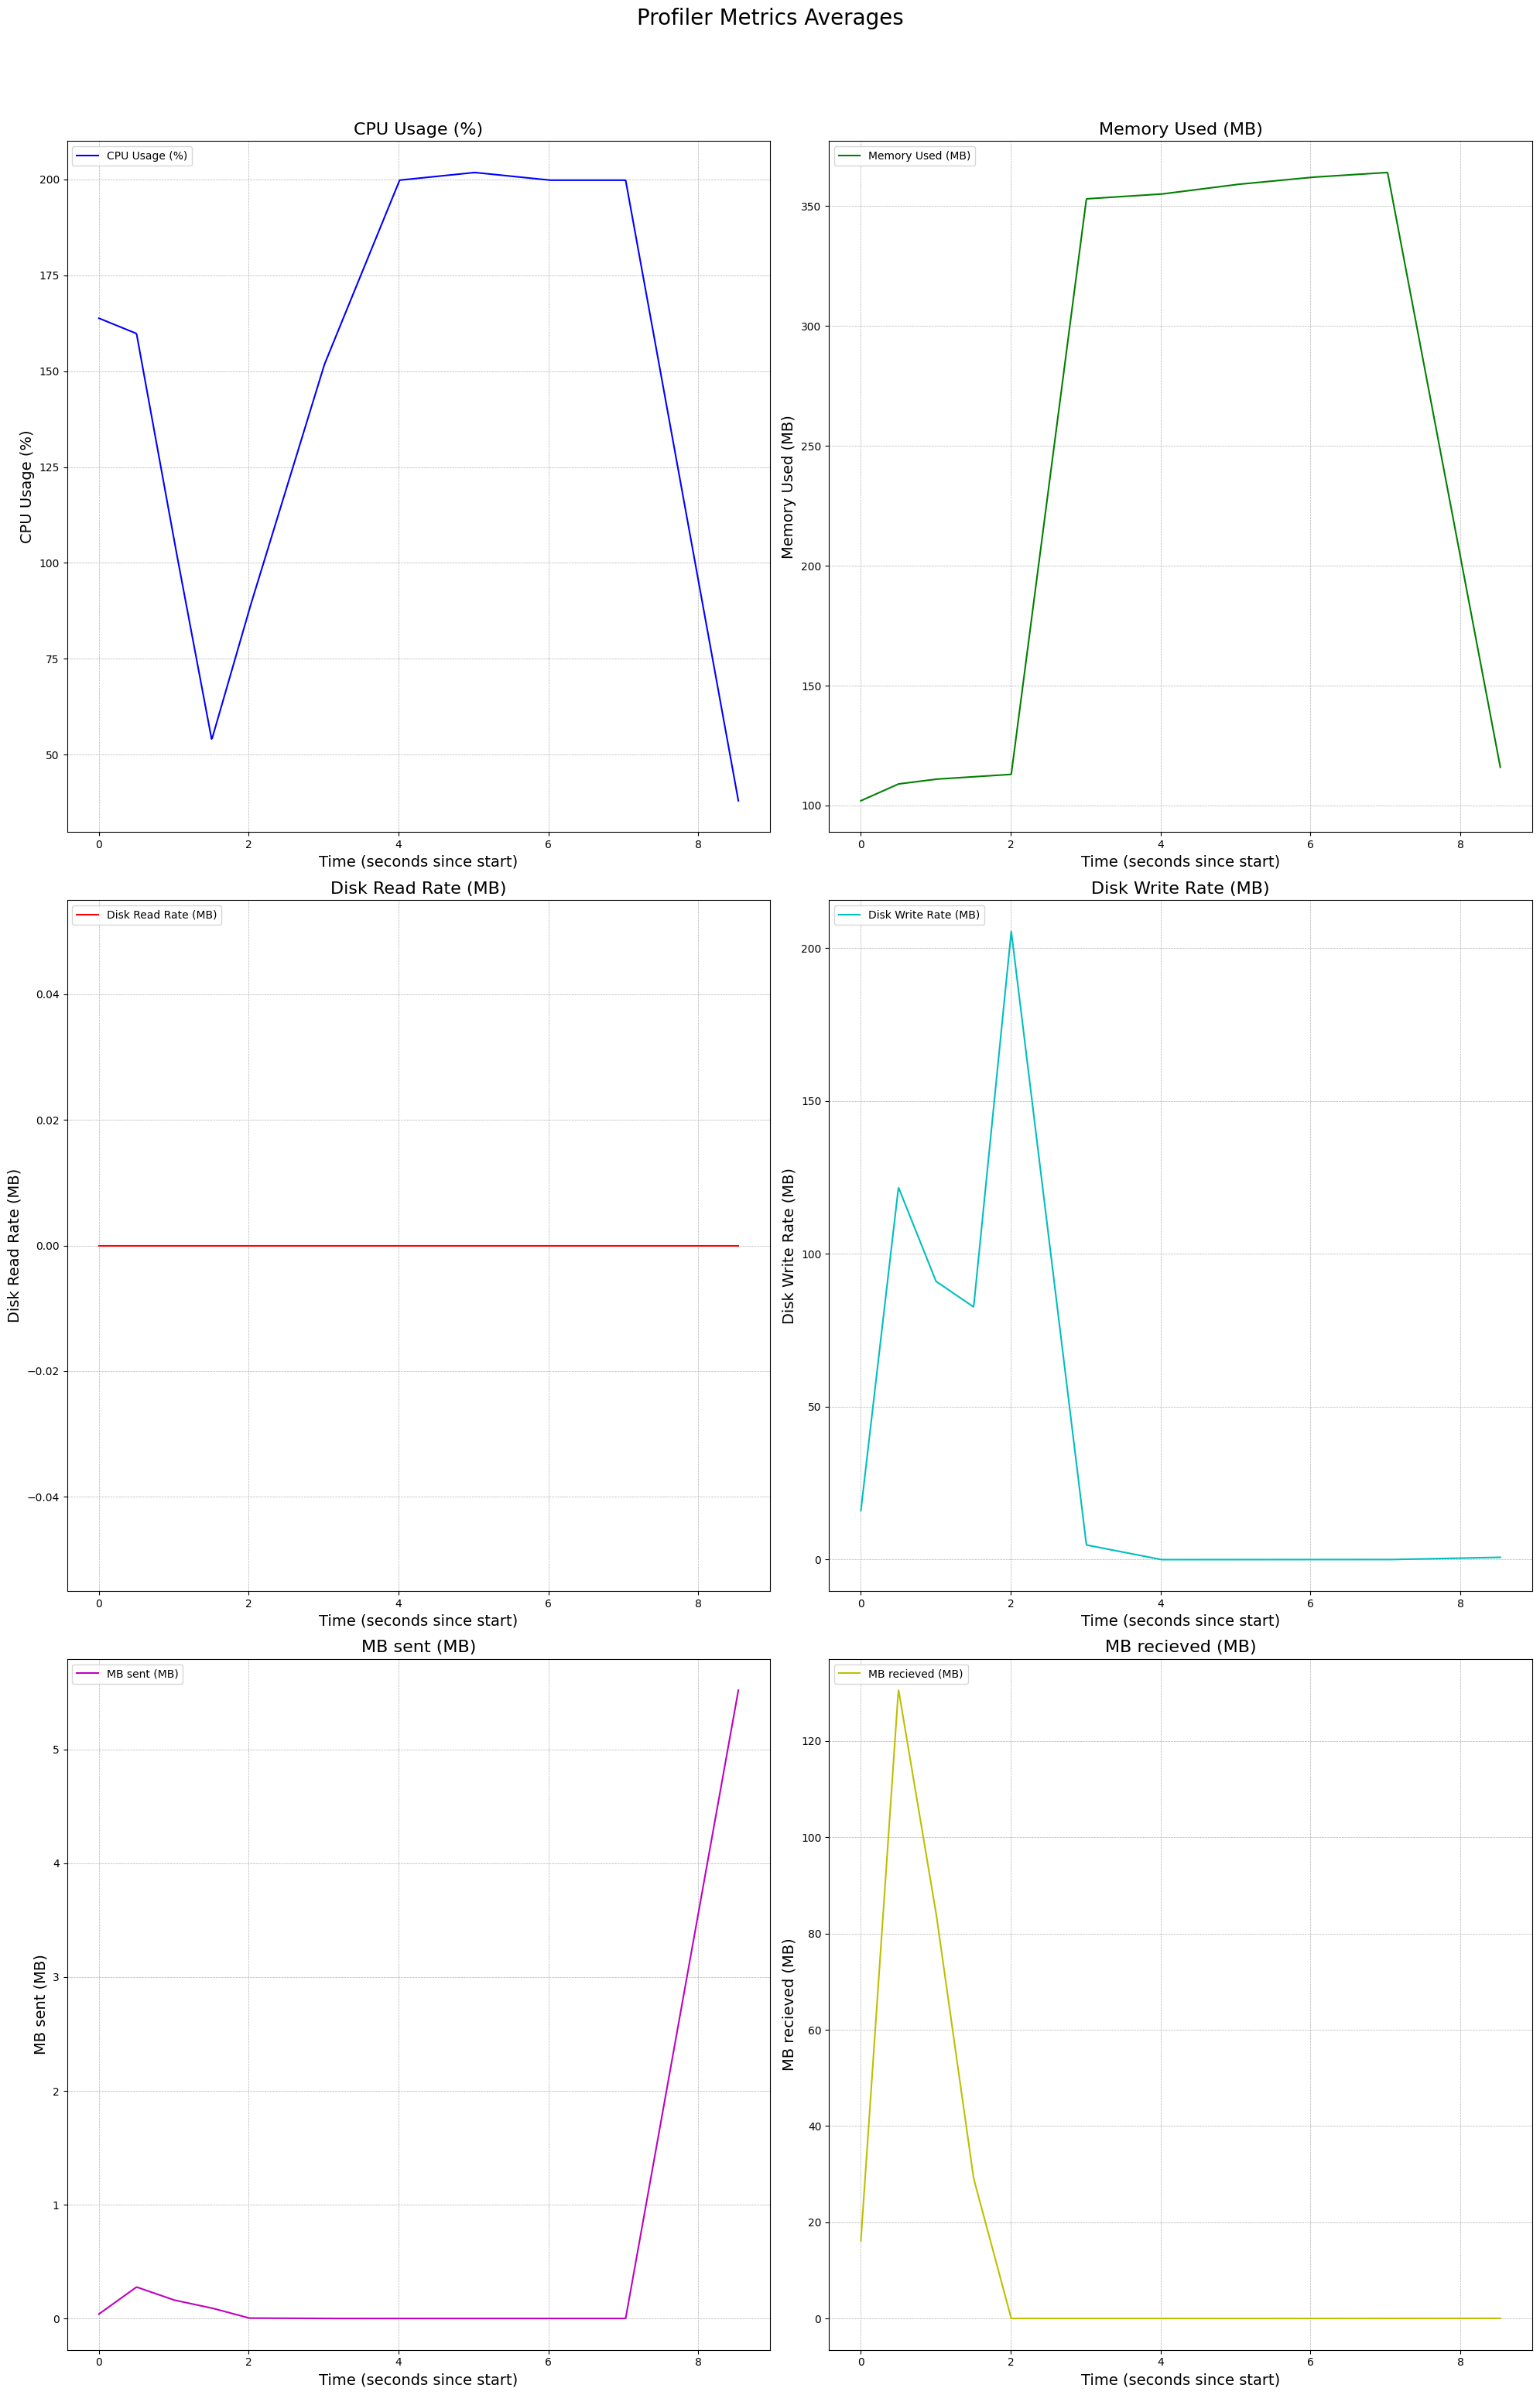 Profiler Metrics Averages
CPU Usage (%)
CPU Usage (%)
CPU Usage (%)
200
175
150
125
100
75
50
0 2 4 6 8
Time (seconds since start)
Memory Used (MB)
Memory Used (MB)
Memory Used (MB)
350
300
250
200
150
100
0 2 4 6 8
Time (seconds since start)
Disk Read Rate (MB)
Disk Read Rate (MB)
Disk Read Rate (MB)
0.04
0.02
0.00
−0.02
−0.04
0 2 4 6 8
Time (seconds since start)
Disk Write Rate (MB)
Disk Write Rate (MB)
Disk Write Rate (MB)
200
150
100
50
0
0 2 4 6 8
Time (seconds since start)
MB sent (MB)
MB sent (MB)
MB sent (MB)
5
4
3
2
1
0
0 2 4 6 8
Time (seconds since start)
MB recieved (MB)
MB recieved (MB)
MB recieved (MB)
120
100
80
60
40
20
0
0 2 4 6 8
Time (seconds since start)